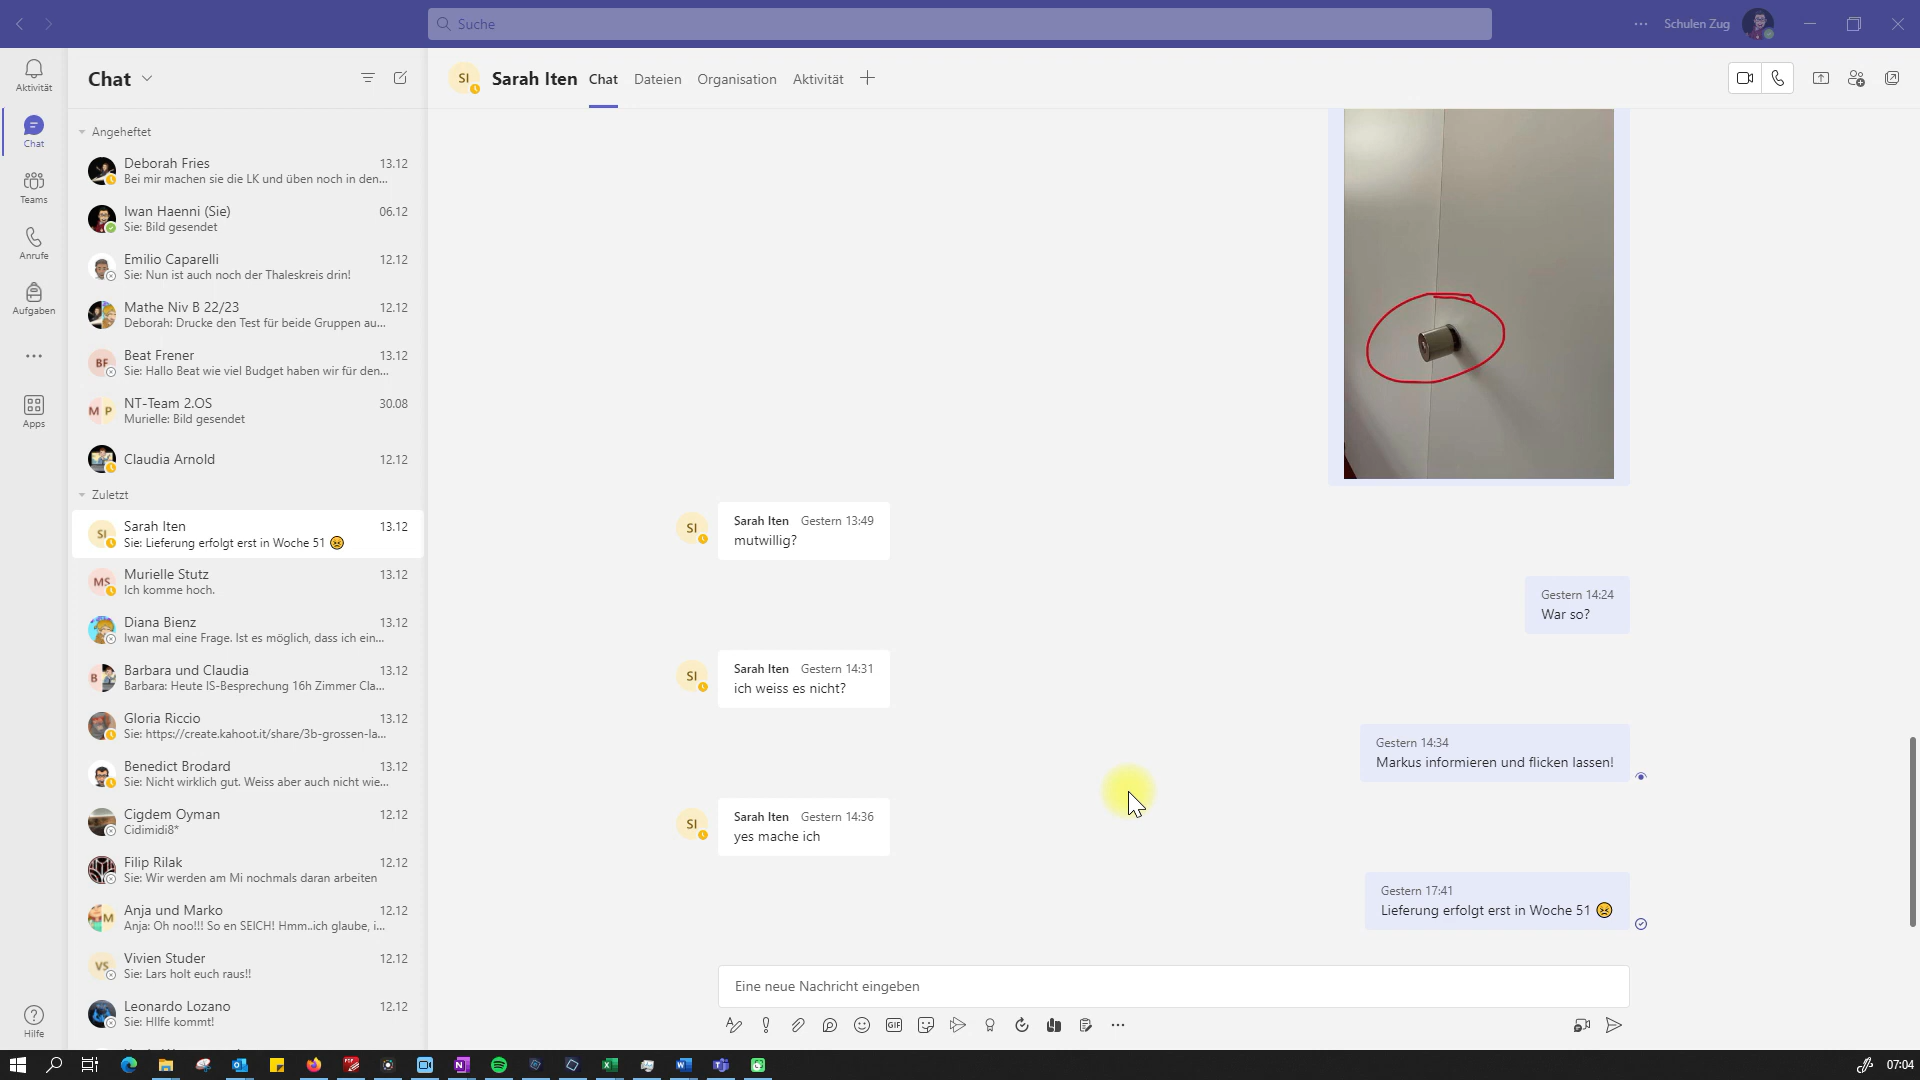 Suche
Schulen Zug
Aktivität
Chat
Teams
Anrufe
Aufgaben
Apps
Hilfe
Chat
Angeheftet
Deborah Fries 13.12
Bei mir machen sie die LK und üben noch in den...
Iwan Haenni (Sie) 06.12
Sie: Bild gesendet
Emilio Caparelli 12.12
Sie: Nun ist auch noch der Thaleskreis drin!
Mathe Niv B 22/23 12.12
Deborah: Drucke den Test für beide Gruppen au...
BF
Beat Frener 13.12
Sie: Hallo Beat wie viel Budget haben wir für den...
M P
NT-Team 2.OS 30.08
Murielle: Bild gesendet
Claudia Arnold 12.12
Zuletzt
SI
Sarah Iten 13.12
Sie: Lieferung erfolgt erst in Woche 51 😣
MS
Murielle Stutz 13.12
Ich komme hoch.
Diana Bienz 13.12
Iwan mal eine Frage. Ist es möglich, dass ich ein...
B
Barbara und Claudia 13.12
Barbara: Heute IS-Besprechung 16h Zimmer Cla...
Gloria Riccio 13.12
Sie: https://create.kahoot.it/share/3b-grossen-la...
Benedict Brodard 13.12
Sie: Nicht wirklich gut. Weiss aber auch nicht wie...
Cigdem Oyman 12.12
Cidimidi8*
Filip Rilak 12.12
Sie: Wir werden am Mi nochmals daran arbeiten
M
Anja und Marko 12.12
Anja: Oh noo!!! So en SEICH! Hmm..ich glaube, i...
VS
Vivien Studer 12.12
Sie: Lars holt euch raus!!
Leonardo Lozano 12.12
Sie: HIlfe kommt!
SI
Sarah Iten Chat Dateien Organisation Aktivität
SI
Sarah Iten Gestern 13:49
mutwillig?
Gestern 14:24
War so?
SI
Sarah Iten Gestern 14:31
ich weiss es nicht?
Gestern 14:34
Markus informieren und flicken lassen!
SI
Sarah Iten Gestern 14:36
yes mache ich
Gestern 17:41
Lieferung erfolgt erst in Woche 51 😣
Eine neue Nachricht eingeben
GIF
07:04